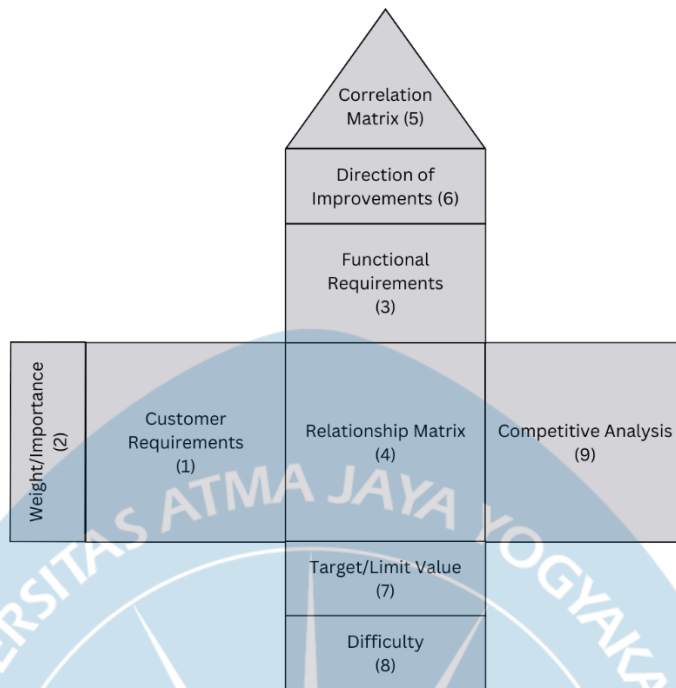 Correlation
Matrix (5)
Direction of
Improvements (6)
Functional
Requirements
(3)
Weight/Importance
(2)
Customer
Requirements
(1)
Relationship Matrix
(4)
Competitive Analysis
(9)
ATMA JAYA
Target/Limit Value
(7)
Difficulty
(8)